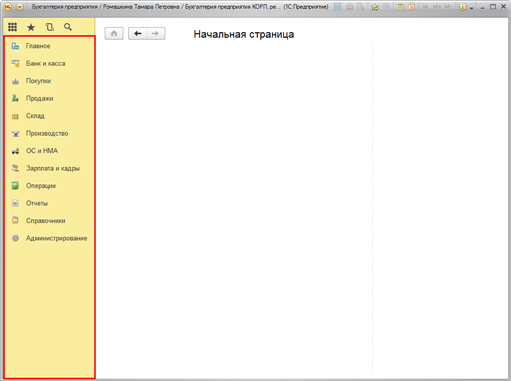 Бухгалтерия предприятия / Ромашкина Тамара Петровна / Бухгалтерия предприятия КОРП, ре... (1С:Предприятие)
Начальная страница
Главное
Банк и касса
Покупки
Продажи
Склад
Производство
ОС и НМА
Зарплата и кадры
Операции
Отчеты
Справочники
Администрирование